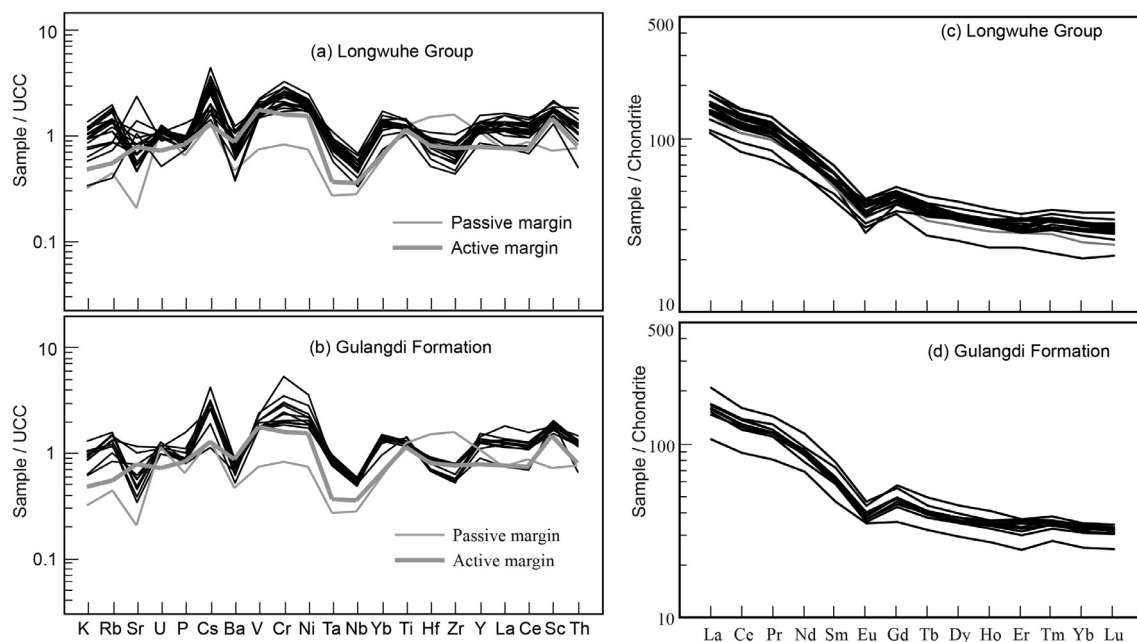 (a) Longwuhe Group
Sample / UCC
10
1
0.1
Passive margin
Active margin
(b) Gulangdi Formation
Sample / UCC
10
1
0.1
Passive margin
Active margin
K Rb Sr U P Cs Ba V Cr Ni Ta Nb Yb Ti Hf Zr Y La Ce Sc Th
(c) Longwuhe Group
Sample / Chondrite
500
100
10
(d) Gulangdi Formation
Sample / Chondrite
500
100
10
La Ce Pr Nd Sm Eu Gd Tb Dy Ho Er Tm Yb Lu